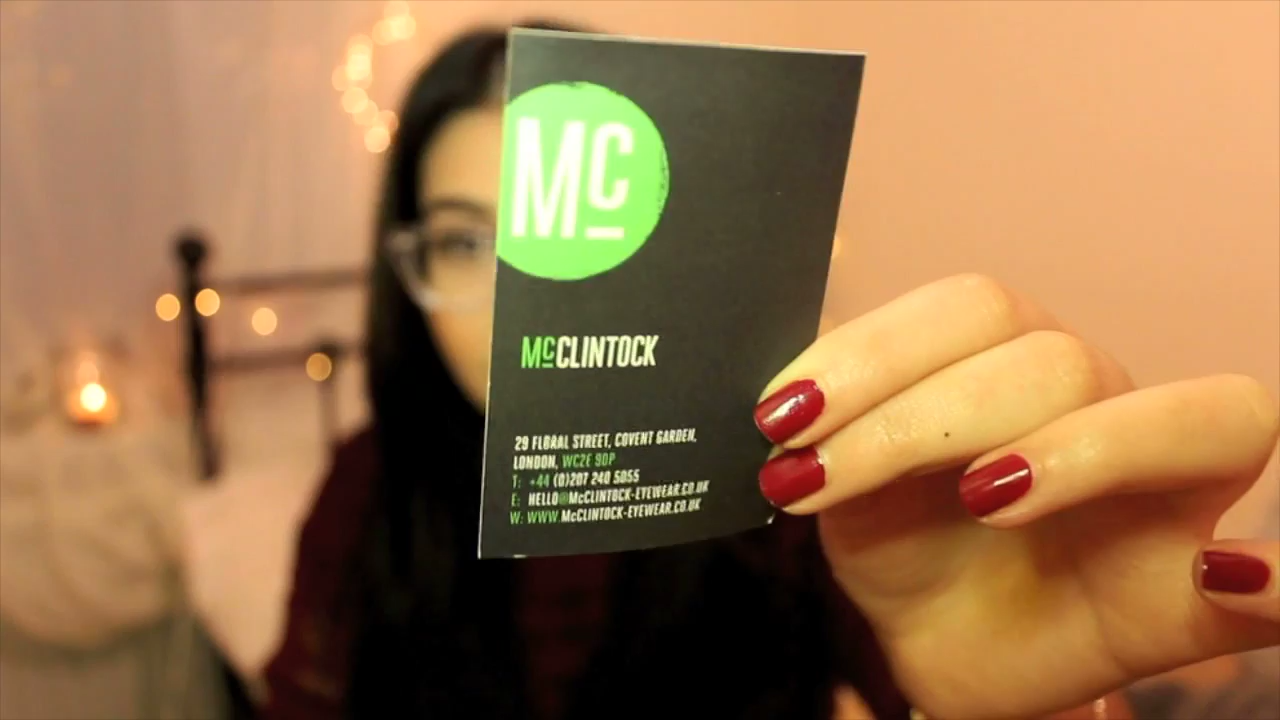 Mc
McCLINTOCK
29 FLORAL STREET, COVENT GARDEN,
LONDON, WC2E 9DP
T: +44 (0)207 240 5055
E: HELLO@McCLINTOCK-EYEWEAR.CO.UK
W: WWW.McCLINTOCK-EYEWEAR.CO.UK